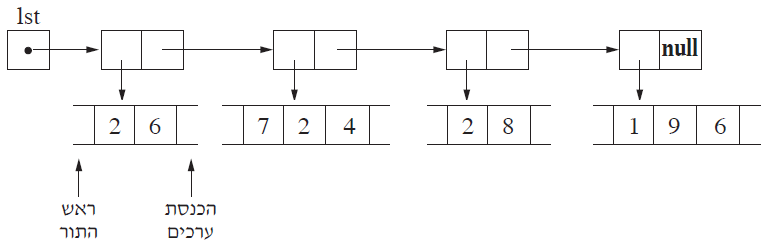 lst
null
2 6 7 2 4 2 8 1 9 6
ראש הכנסת
התור ערכים